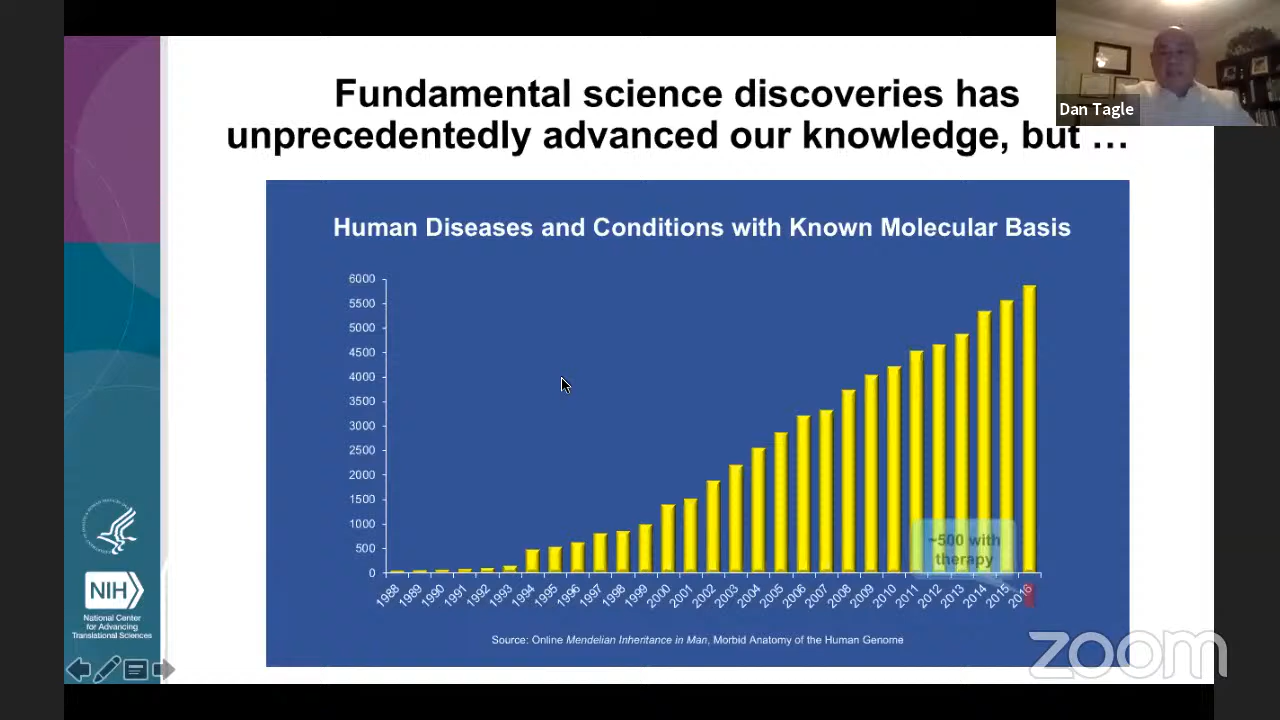 Fundamental science discoveries has
unprecedentedly advanced our knowledge, but …
Dan Tagle
Human Diseases and Conditions with Known Molecular Basis
6000
5500
5000
4500
4000
3500
3000
2500
2000
1500
1000
500
0
~500 with
therapy
1988 1989 1990 1991 1992 1993 1994 1995 1996 1997 1998 1999 2000 2001 2002 2003 2004 2005 2006 2007 2008 2009 2010 2011 2012 2013 2014 2015 2016
Source: Online Mendelian Inheritance in Man, Morbid Anatomy of the Human Genome
NIH
National Center
for Advancing
Translational Sciences
zoom